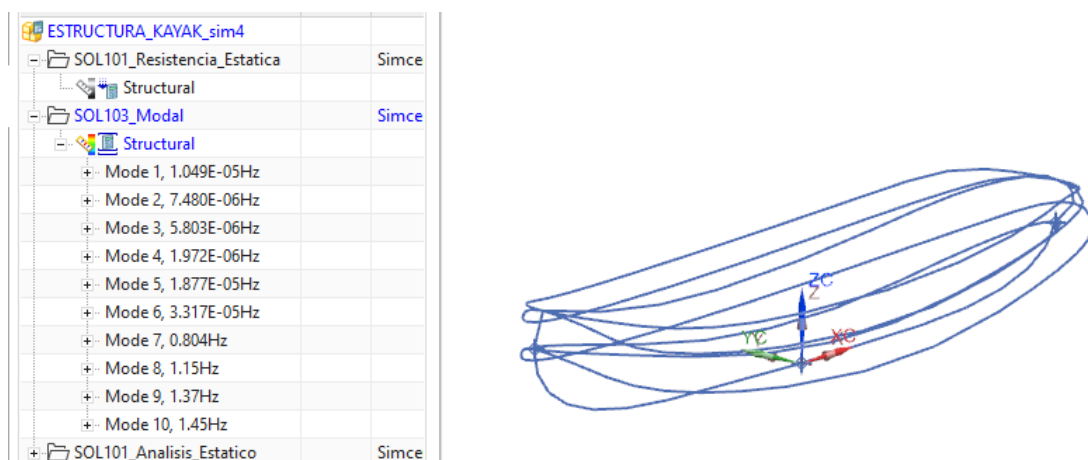 ESTRUCTURA_KAYAK_sim4
SOL101_Resistencia_Estatica Simce
Structural
SOL103_Modal Simce
Structural
Mode 1, 1.049E-05Hz
Mode 2, 7.480E-06Hz
Mode 3, 5.803E-06Hz
Mode 4, 1.972E-06Hz
Mode 5, 1.877E-05Hz
Mode 6, 3.317E-05Hz
Mode 7, 0.804Hz
Mode 8, 1.15Hz
Mode 9, 1.37Hz
Mode 10, 1.45Hz
SOL101_Analisis_Estatico Simce
ZC
Z
YC
XC